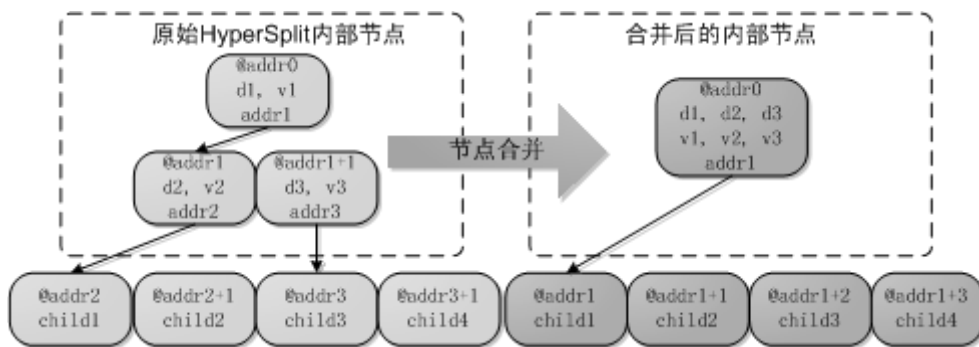 原始HyperSplit内部节点
@addr0
d1, v1
addr1
@addr1
d2, v2
addr2
@addr1+1
d3, v3
addr3
@addr2
child1
@addr2+1
child2
@addr3
child3
@addr3+1
child4
节点合并
合并后的内部节点
@addr0
d1, d2, d3
v1, v2, v3
addr1
@addr1
child1
@addr1+1
child2
@addr1+2
child3
@addr1+3
child4